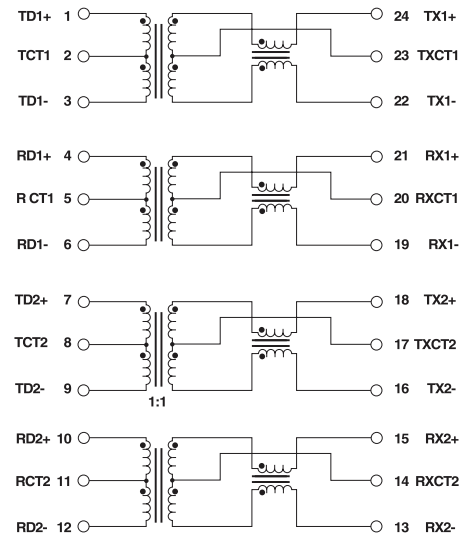 TD1+ 1 24 TX1+
TCT1 2 23 TXCT1
TD1- 3 22 TX1-
RD1+ 4 21 RX1+
R CT1 5 20 RXCT1
RD1- 6 19 RX1-
TD2+ 7 18 TX2+
TCT2 8 17 TXCT2
TD2- 9 16 TX2-
1:1
RD2+ 10 15 RX2+
RCT2 11 14 RXCT2
RD2- 12 13 RX2-